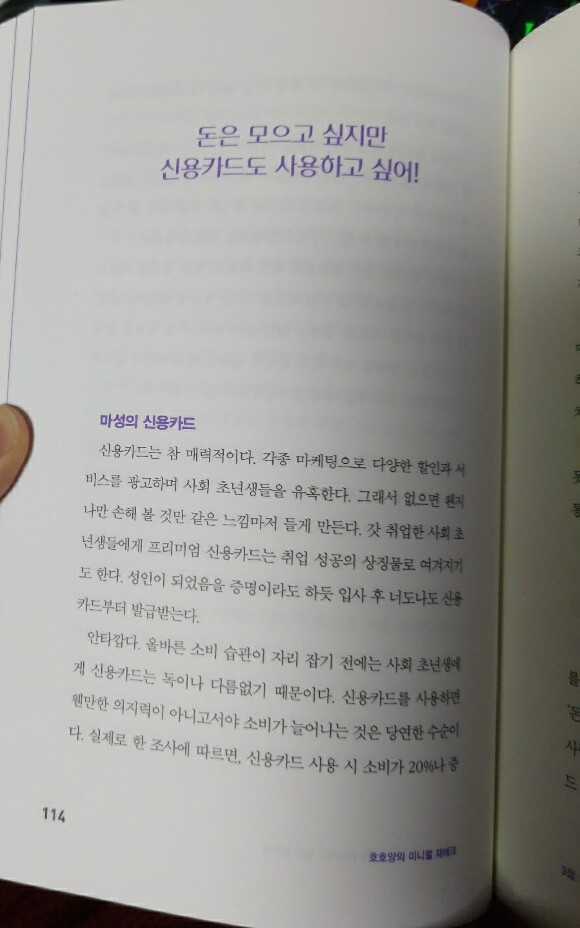 돈은 모으고 싶지만
신용카드도 사용하고 싶어!
마성의 신용카드
신용카드는 참 매력적이다. 각종 마케팅으로 다양한 할인과 서
비스를 광고하며 사회 초년생들을 유혹한다. 그래서 없으면 왠지
나만 손해 볼 것만 같은 느낌마저 들게 만든다. 갓 취업한 사회 초
년생들에게 프리미엄 신용카드는 취업 성공의 상징물로 여겨지기
도 한다. 성인이 되었음을 증명이라도 하듯 입사 후 너도나도 신용
카드부터 발급받는다.
안타깝다. 올바른 소비 습관이 자리 잡기 전에는 사회 초년생에
게 신용카드는 독이나 다름없기 때문이다. 신용카드를 사용하면
웬만한 의지력이 아니고서야 소비가 늘어나는 것은 당연한 수순이
다. 실제로 한 조사에 따르면, 신용카드 사용 시 소비가 20%나 증
114
호호양의 미니멀 재테크
를
'돈
사
드